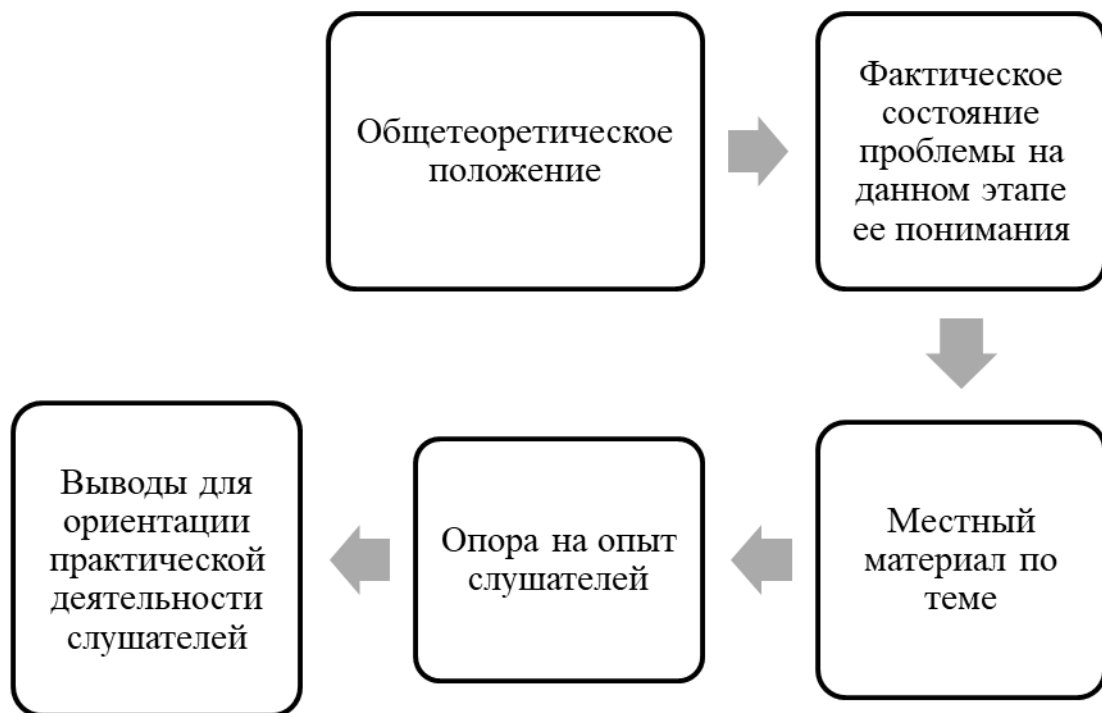 Общетеоретическое
положение
Фактическое
состояние
проблемы на
данном этапе
ее понимания
Местный
материал по
теме
Опора на опыт
слушателей
Выводы для
ориентации
практической
деятельности
слушателей